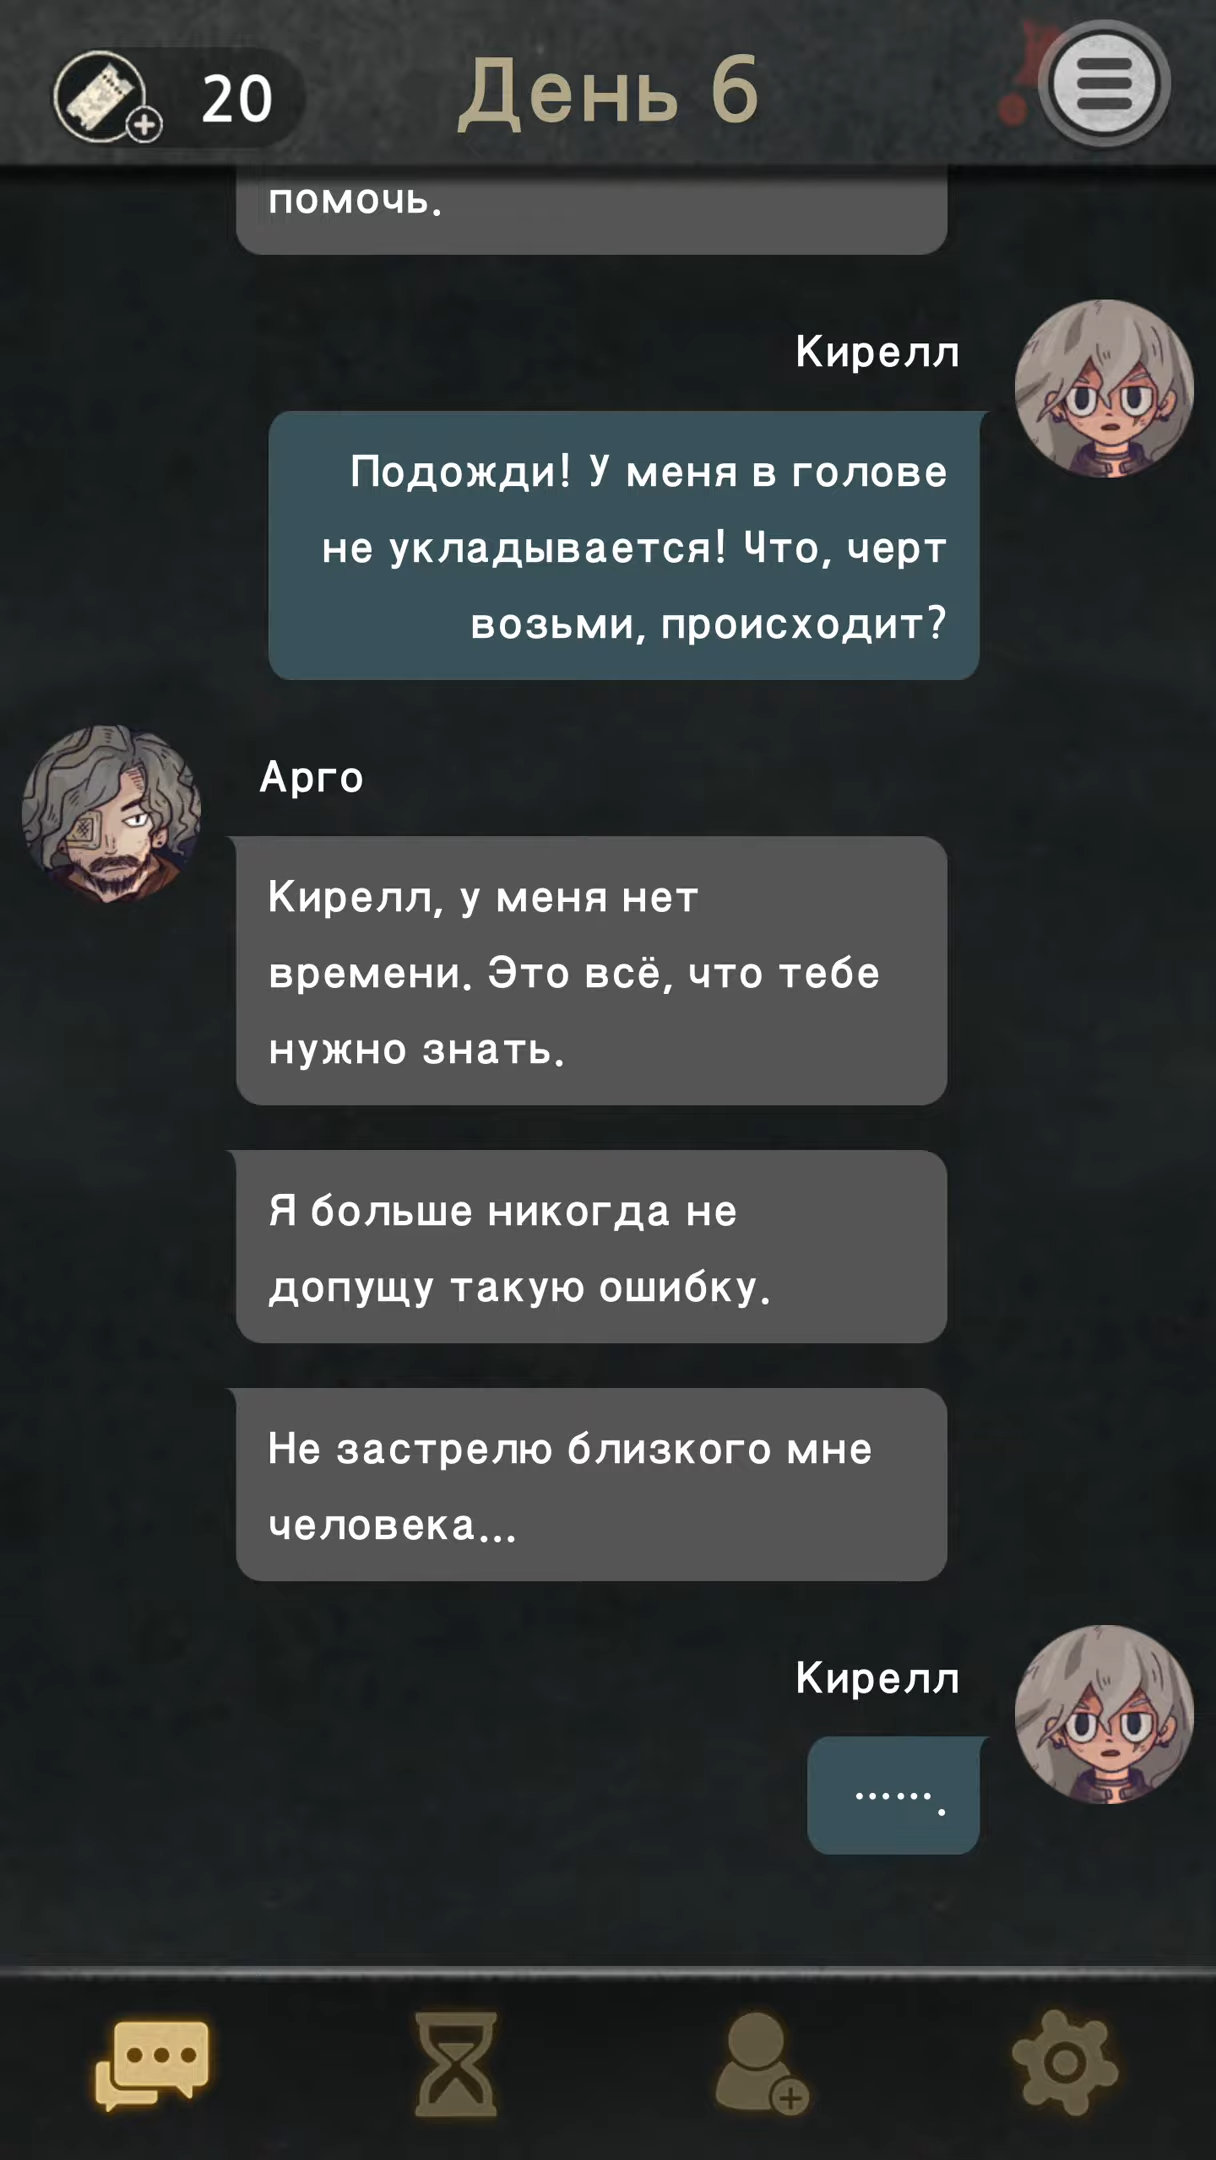 20
День 6
помочь.
Кирелл
Подожди! У меня в голове
не укладывается! Что, черт
возьми, происходит?
Арго
Кирелл, у меня нет
времени. Это всё, что тебе
нужно знать.
Я больше никогда не
допущу такую ошибку.
Не застрелю близкого мне
человека...
Кирелл
…….